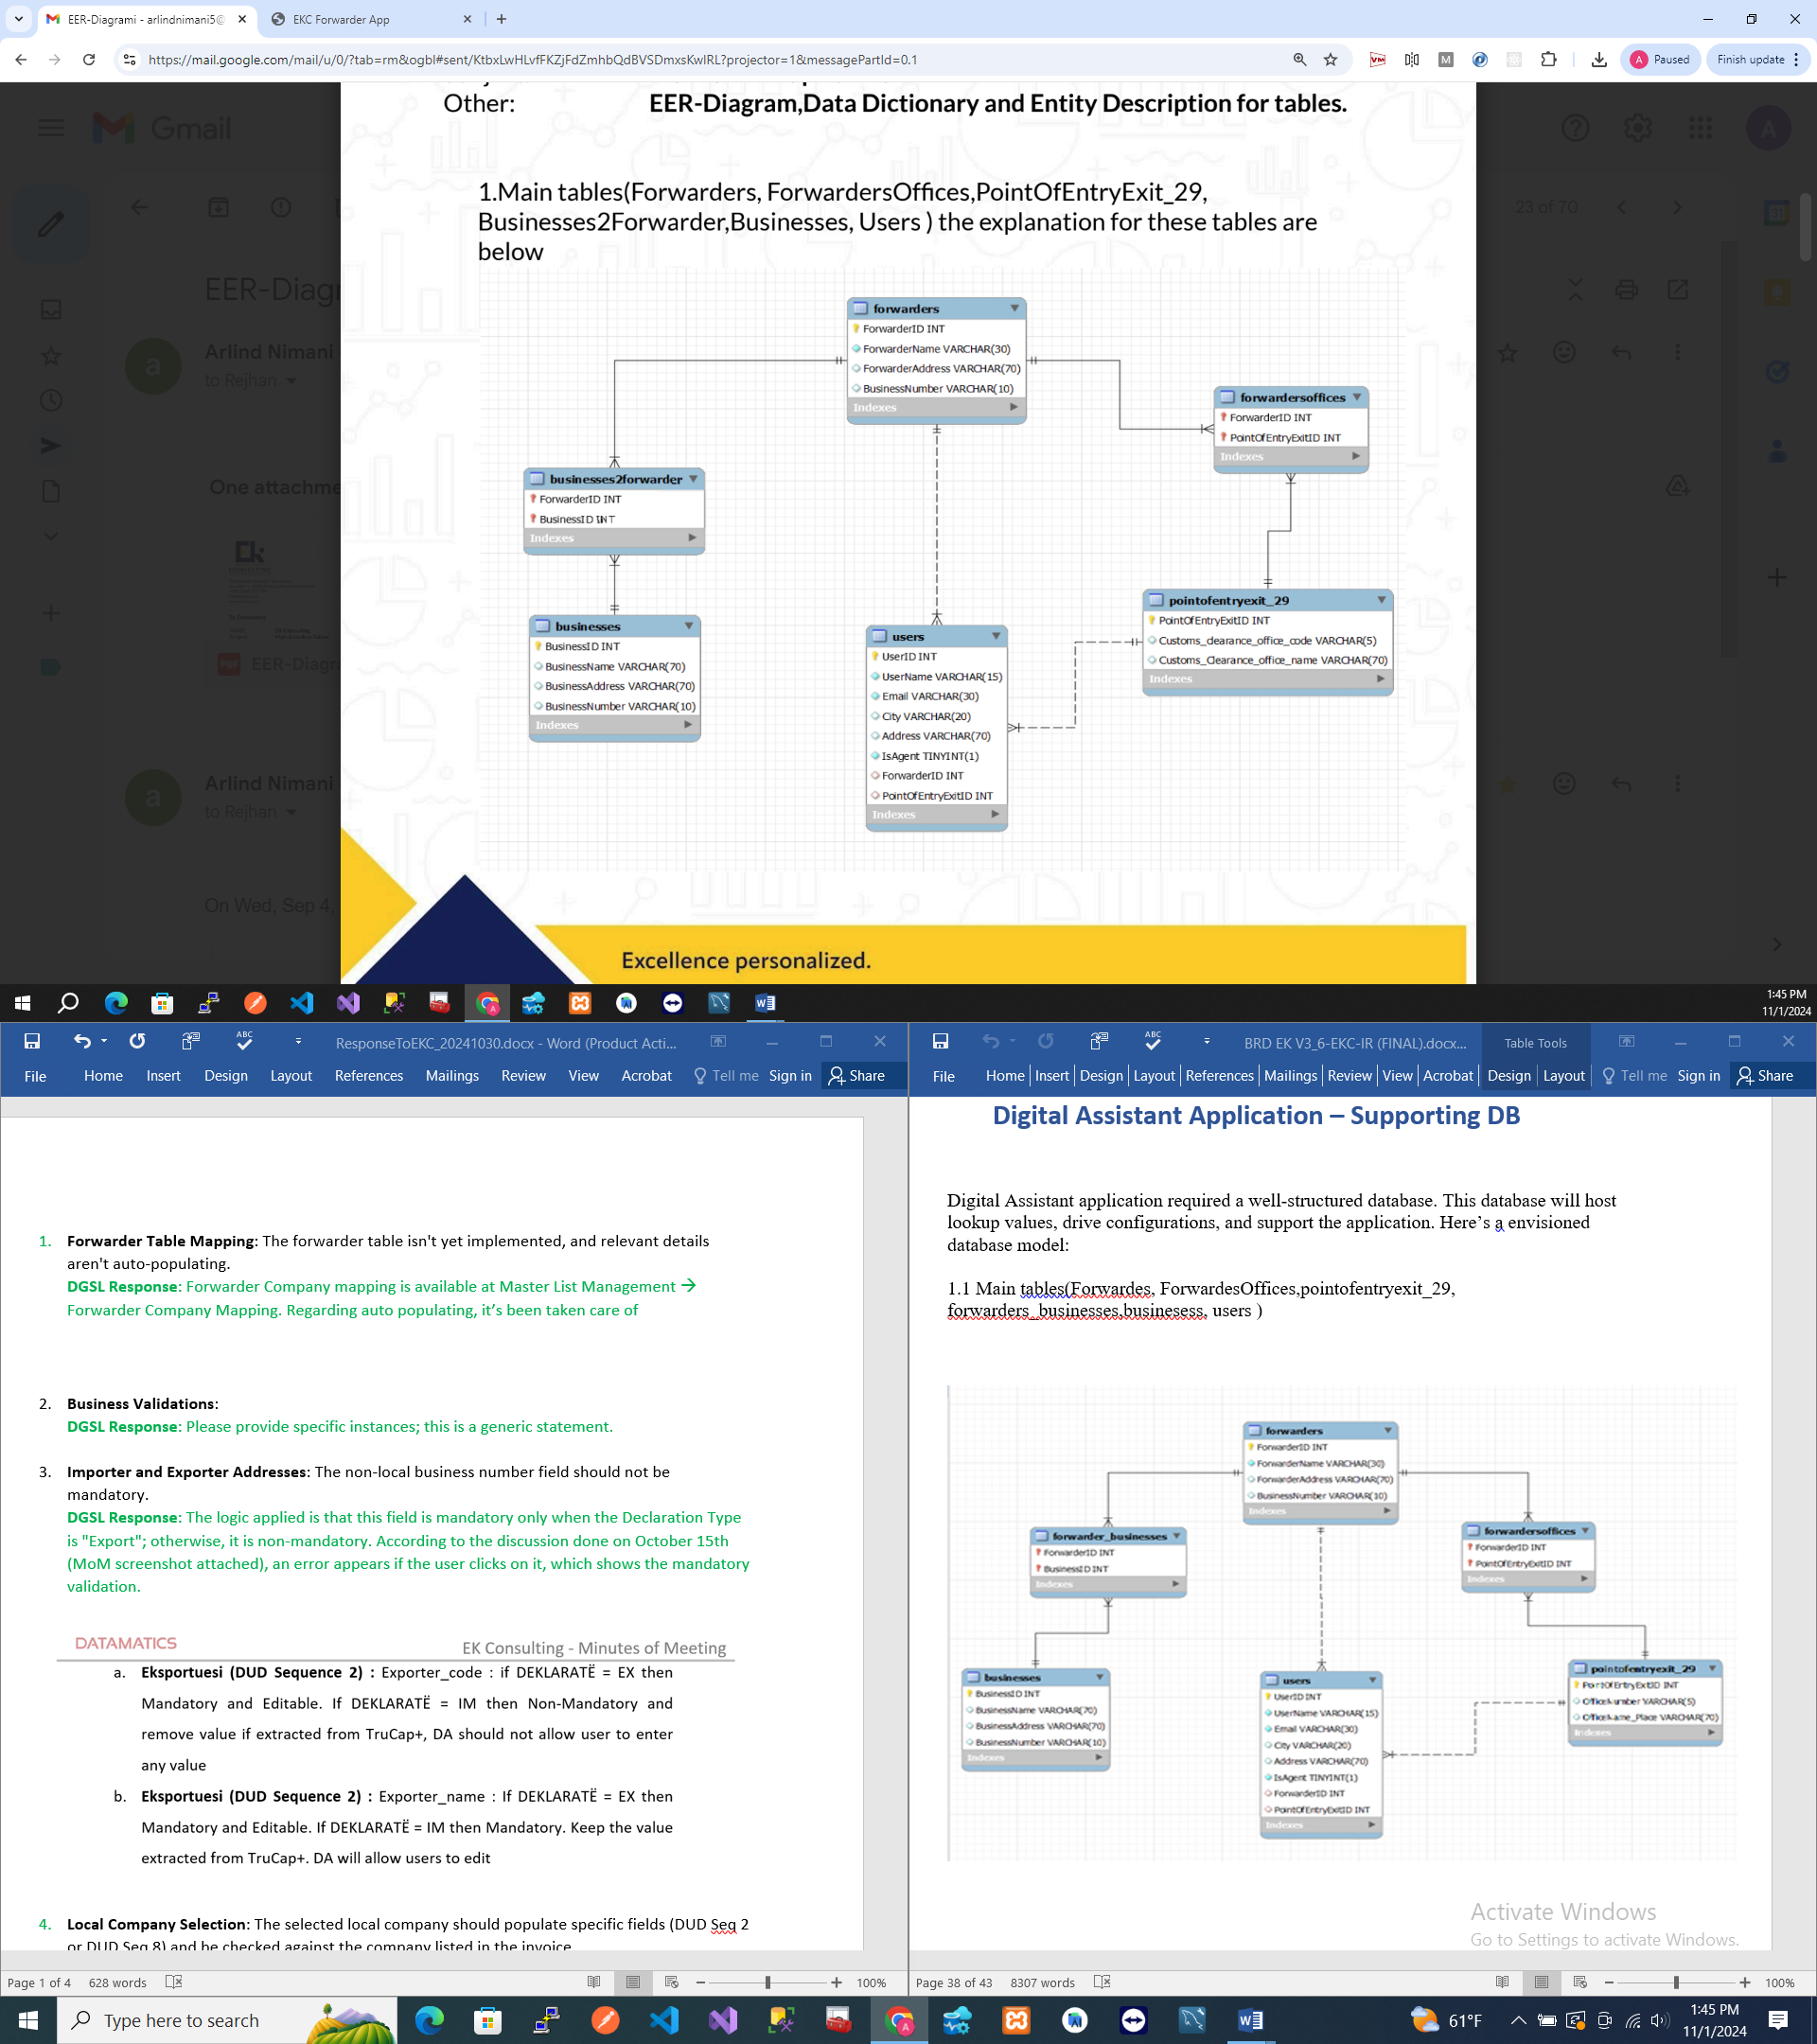 EER-Diagrami - arlindnimani5@
EKC Forwarder App
https://mail.google.com/mail/u/0/?tab=rm&ogbl#sent/KtbxLwHLvfFKZjFdZmhbQdBVSDmxsKwlRL?projector=1&messagePartId=0.1
A Paused
Finish update
Gmail
A
23 of 70
EER-Diagr
Arlind Nimani
to Rejhan
One attachme
EER-Diagr
Arlind Nimani
to Rejhan
On Wed, Sep 4,
Other: EER-Diagram,Data Dictionary and Entity Description for tables.
1.Main tables(Forwarders, ForwardersOffices,PointOfEntryExit_29,
Businesses2Forwarder,Businesses, Users ) the explanation for these tables are
below
forwarders
ForwarderID INT
ForwarderName VARCHAR(30)
ForwarderAddress VARCHAR(70)
BusinessNumber VARCHAR(10)
Indexes
forwardersoffices
ForwarderID INT
PointOfEntryExitID INT
Indexes
businesses2forwarder
ForwarderID INT
BusinessID INT
Indexes
businesses
BusinessID INT
BusinessName VARCHAR(70)
BusinessAddress VARCHAR(70)
BusinessNumber VARCHAR(10)
Indexes
users
UserID INT
UserName VARCHAR(15)
Email VARCHAR(30)
City VARCHAR(20)
Address VARCHAR(70)
IsAgent TINYINT(1)
ForwarderID INT
PointOfEntryExitID INT
Indexes
pointofentryexit_29
PointOfEntryExitID INT
Customs_clearance_office_code VARCHAR(5)
Customs_Clearance_office_name VARCHAR(70)
Indexes
Excellence personalized.
1:45 PM
11/1/2024
ResponseToEKC_20241030.docx - Word (Product Acti...
File Home Insert Design Layout References Mailings Review View Acrobat Tell me Sign in Share
1. Forwarder Table Mapping: The forwarder table isn't yet implemented, and relevant details
aren't auto-populating.
DGSL Response: Forwarder Company mapping is available at Master List Management →
Forwarder Company Mapping. Regarding auto populating, it's been taken care of
2. Business Validations:
DGSL Response: Please provide specific instances; this is a generic statement.
3. Importer and Exporter Addresses: The non-local business number field should not be
mandatory.
DGSL Response: The logic applied is that this field is mandatory only when the Declaration Type
is "Export"; otherwise, it is non-mandatory. According to the discussion done on October 15th
(MoM screenshot attached), an error appears if the user clicks on it, which shows the mandatory
validation.
DATAMATICS EK Consulting - Minutes of Meeting
a. Eksportuesi (DUD Sequence 2) : Exporter_code : if DEKLARATË = EX then
Mandatory and Editable. If DEKLARATË = IM then Non-Mandatory and
remove value if extracted from TruCap+, DA should not allow user to enter
any value
b. Eksportuesi (DUD Sequence 2) : Exporter_name : If DEKLARATË = EX then
Mandatory and Editable. If DEKLARATË = IM then Mandatory. Keep the value
extracted from TruCap+. DA will allow users to edit
4. Local Company Selection: The selected local company should populate specific fields (DUD Seq 2
or DUD Seq 8) and be checked against the company listed in the invoice
Page 1 of 4 628 words 100%
BRD EK V3_6-EKC-IR (FINAL).docx... Table Tools
File Home Insert Design Layout References Mailings Review View Acrobat Design Layout Tell me Sign in Share
Digital Assistant Application – Supporting DB
Digital Assistant application required a well-structured database. This database will host
lookup values, drive configurations, and support the application. Here's a envisioned
database model:
1.1 Main tables(Forwardes, ForwardesOffices,pointofentryexit_29,
forwarders_businesses,businesess, users )
forwarders
ForwarderID INT
ForwarderName VARCHAR(30)
ForwarderAddress VARCHAR(70)
BusinessNumber VARCHAR(10)
Indexes
forwarder_businesses
ForwarderID INT
BusinessID INT
Indexes
forwardersoffices
ForwarderID INT
PointOfEntryExitID INT
Indexes
businesses
BusinessID INT
BusinessName VARCHAR(70)
BusinessAddress VARCHAR(70)
BusinessNumber VARCHAR(10)
Indexes
users
UserID INT
UserName VARCHAR(15)
Email VARCHAR(30)
City VARCHAR(20)
Address VARCHAR(70)
IsAgent TINYINT(1)
ForwarderID INT
PointOfEntryExitID INT
Indexes
pointofentryexit_29
PointOfEntryExitID INT
OfficeNumber VARCHAR(5)
OfficeName_Place VARCHAR(70)
Indexes
Activate Windows
Go to Settings to activate Windows.
Page 38 of 43 8307 words 100%
Type here to search
61°F
1:45 PM
11/1/2024